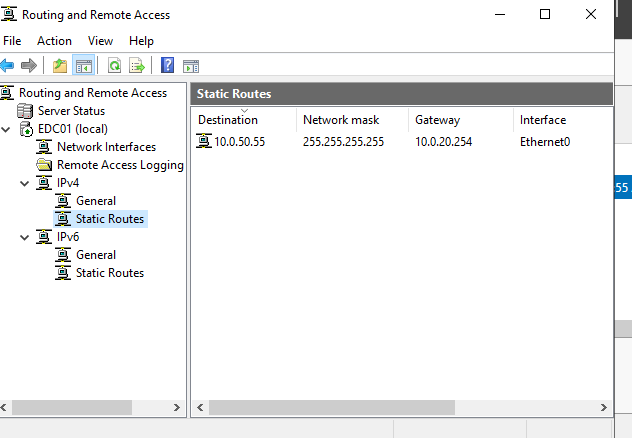 Routing and Remote Access
File Action View Help
Routing and Remote Access
Server Status
EDC01 (local)
Network Interfaces
Remote Access Logging
IPv4
General
Static Routes
IPv6
General
Static Routes
Static Routes
Destination Network mask Gateway Interface
10.0.50.55 255.255.255.255 10.0.20.254 Ethernet0
55